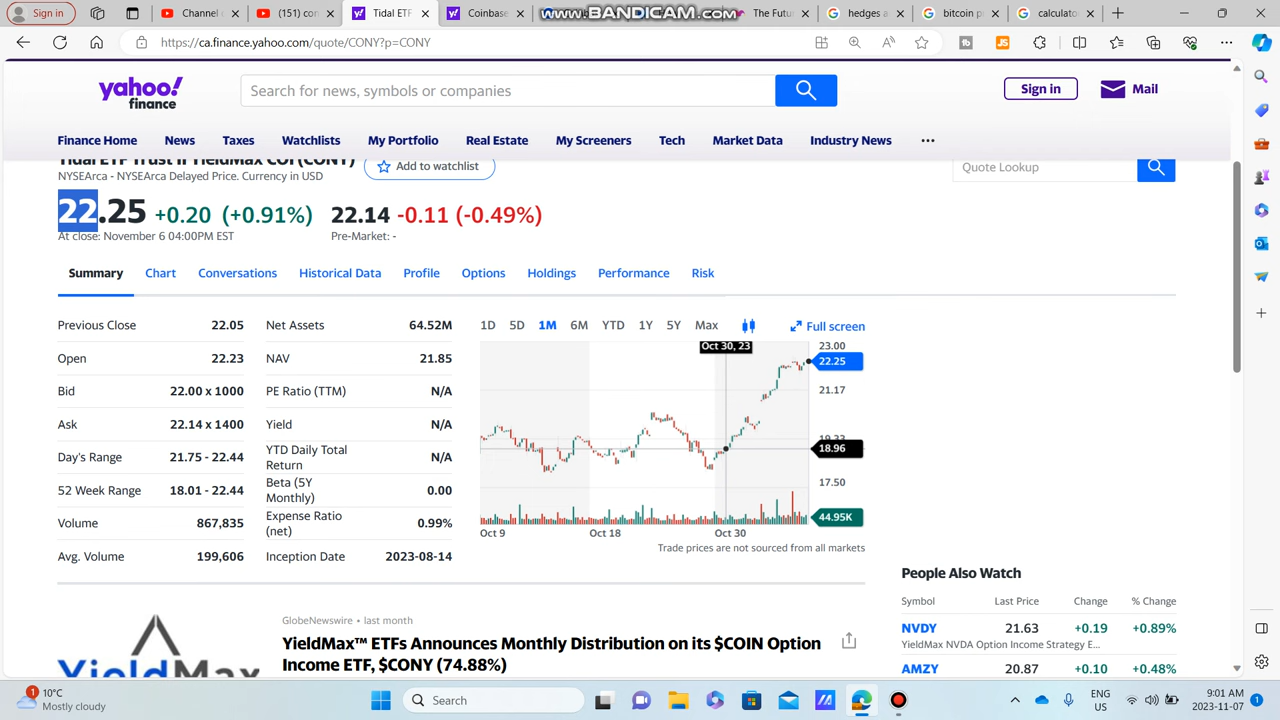 Channel c
(151) con
Tidal ETF
Coinbase
www.BANDICAM.com
The Futu
hedges a
bitcoin pr
calculato
https://ca.finance.yahoo.com/quote/CONY?p=CONY
yahoo!
finance
Search for news, symbols or companies
Sign in
Mail
Finance Home News Taxes Watchlists My Portfolio Real Estate My Screeners Tech Market Data Industry News ...
Tidal ETF Trust II YieldMax COI (CONY)
Add to watchlist
Quote Lookup
NYSEArca - NYSEArca Delayed Price. Currency in USD
22.25 +0.20 (+0.91%) 22.14 -0.11 (-0.49%)
At close: November 6 04:00PM EST Pre-Market: -
Summary Chart Conversations Historical Data Profile Options Holdings Performance Risk
Previous Close 22.05
Open 22.23
Bid 22.00 x 1000
Ask 22.14 x 1400
Day's Range 21.75 - 22.44
52 Week Range 18.01 - 22.44
Volume 867,835
Avg. Volume 199,606
Net Assets 64.52M
NAV 21.85
PE Ratio (TTM) N/A
Yield N/A
YTD Daily Total
Return N/A
Beta (5Y
Monthly) 0.00
Expense Ratio
(net) 0.99%
Inception Date 2023-08-14
1D 5D 1M 6M YTD 1Y 5Y Max
Full screen
Oct 30, 23
23.00
22.25
21.17
19.33
18.96
17.50
44.95K
Oct 9 Oct 18 Oct 30
Trade prices are not sourced from all markets
YieldMax
GlobeNewswire • last month
YieldMax™ ETFs Announces Monthly Distribution on its $COIN Option
Income ETF, $CONY (74.88%)
People Also Watch
Symbol Last Price Change % Change
NVDY 21.63 +0.19 +0.89%
YieldMax NVDA Option Income Strategy E...
AMZY 20.87 +0.10 +0.48%
1
10°C
Mostly cloudy
Search
ENG
US
9:01 AM
2023-11-07